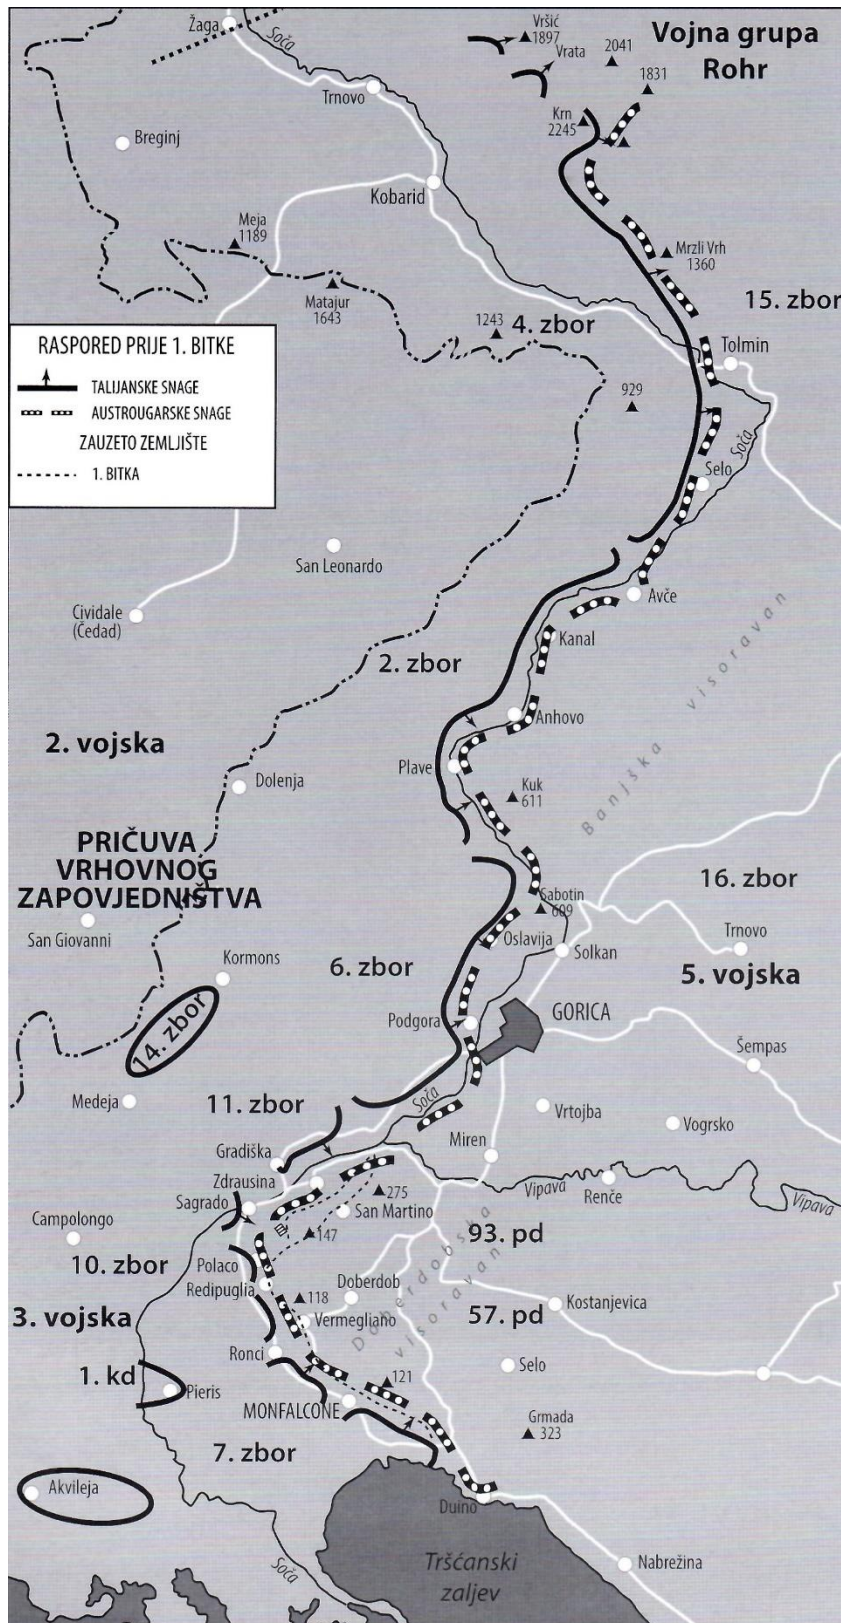 Vršić
1897
2041
Vojna grupa
Rohr
Žaga
Soča
Vrata
1831
Trnovo
Krn
2245
Breginj
Kobarid
Meja
1189
Mrzli Vrh
1360
Matajur
1643
1243
4. zbor
15. zbor
Tolmin
RASPORED PRIJE 1. BITKE
TALIJANSKE SNAGE
AUSTROUGARSKE SNAGE
ZAUZETO ZEMLJIŠTE
1. BITKA
929
Soča
Selo
San Leonardo
Avče
Cividale
(Čedad)
Kanal
2. zbor
Banjška visoravan
Anhovo
2. vojska
Plave
Dolenja
Kuk
611
PRIČUVA
VRHOVNOG
ZAPOVJEDNIŠTVA
16. zbor
Sabotin
609
San Giovanni
Oslavija
Solkan
Trnovo
Kormons
6. zbor
5. vojska
14. zbor
Podgora
GORICA
Šempas
Medeja
11. zbor
Soča
Vrtojba
Vogrsko
Gradiška
Miren
Zdrausina
Vipava
Renče
Vipava
Sagrado
275
San Martino
Campolongo
147
93. pd
10. zbor
Polaco
Redipuglia
Doberdob
Doberdobska
visoravan
118
3. vojska
Vermegliano
57. pd
Kostanjevica
Ronci
Selo
1. kd
Pieris
121
MONFALCONE
Grmada
323
7. zbor
Akvileja
Duino
Tršćanski
zaljev
Nabrežina
Soča